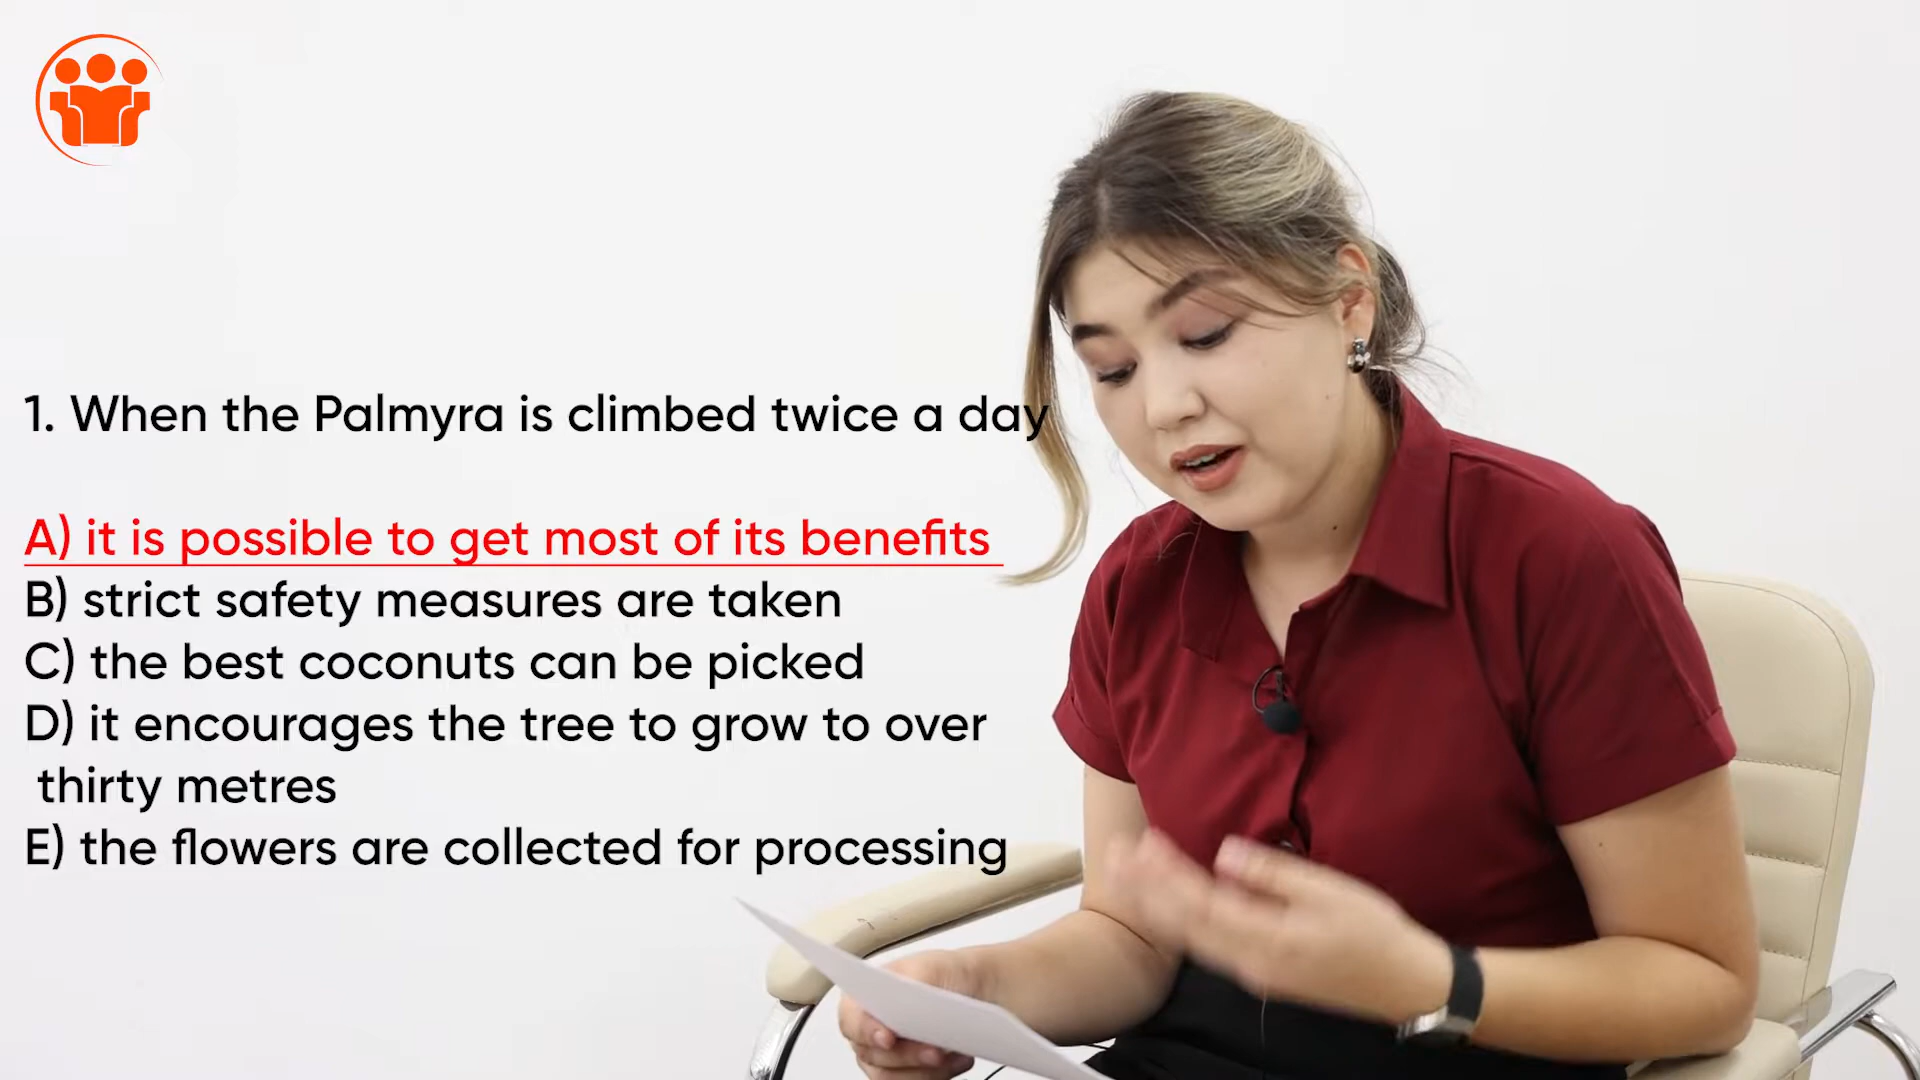 1. When the Palmyra is climbed twice a day
A) it is possible to get most of its benefits
B) strict safety measures are taken
C) the best coconuts can be picked
D) it encourages the tree to grow to over
thirty metres
E) the flowers are collected for processing